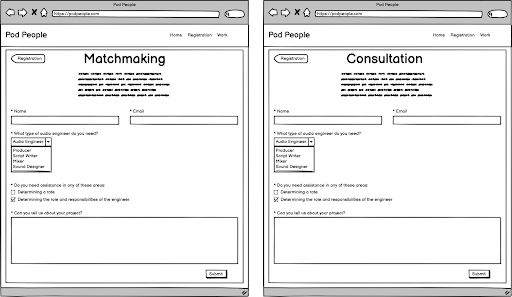 Pod People
https://podpeople.com
Pod People
Home Registration Work
Registration
Matchmaking
* Name
* Email
* What type of audio engineer do you need?
Audio Engineer
Producer
Script Writer
Mixer
Sound Designer
* Do you need assistance in any of these areas:
Determining a rate
Determining the role and responsibilities of the engineer
* Can you tell us about your project?
Submit
Pod People
https://podpeople.com
Pod People
Home Registration Work
Registration
Consultation
* Name
* Email
* What type of audio engineer do you need?
Audio Engineer
Producer
Script Writer
Mixer
Sound Designer
* Do you need assistance in any of these areas:
Determining a rate
Determining the role and responsibilities of the engineer
* Can you tell us about your project?
Submit